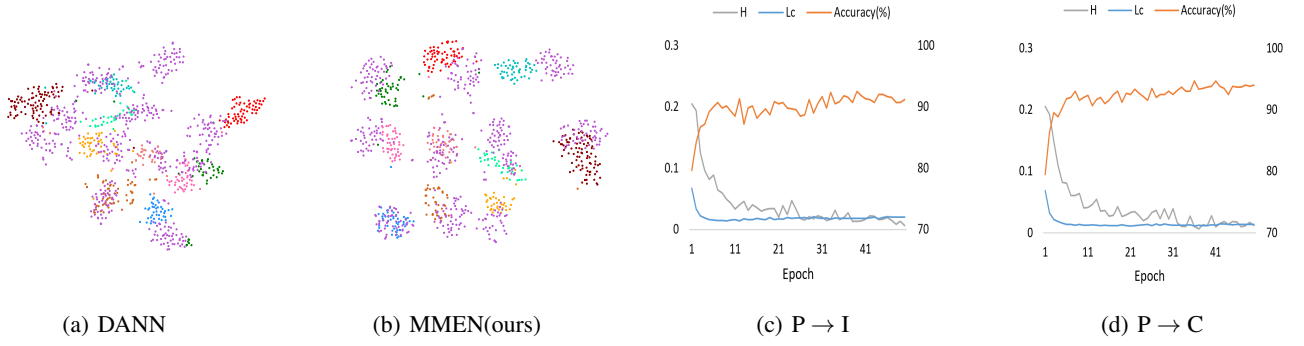 H Lc Accuracy(%)
0.3 100
0.2 90
0.1 80
0 70
1 11 21 31 41
Epoch
H Lc Accuracy(%)
0.3 100
0.2 90
0.1 80
0 70
1 11 21 31 41
Epoch
(a) DANN
(b) MMEN(ours)
(c) P → I
(d) P → C